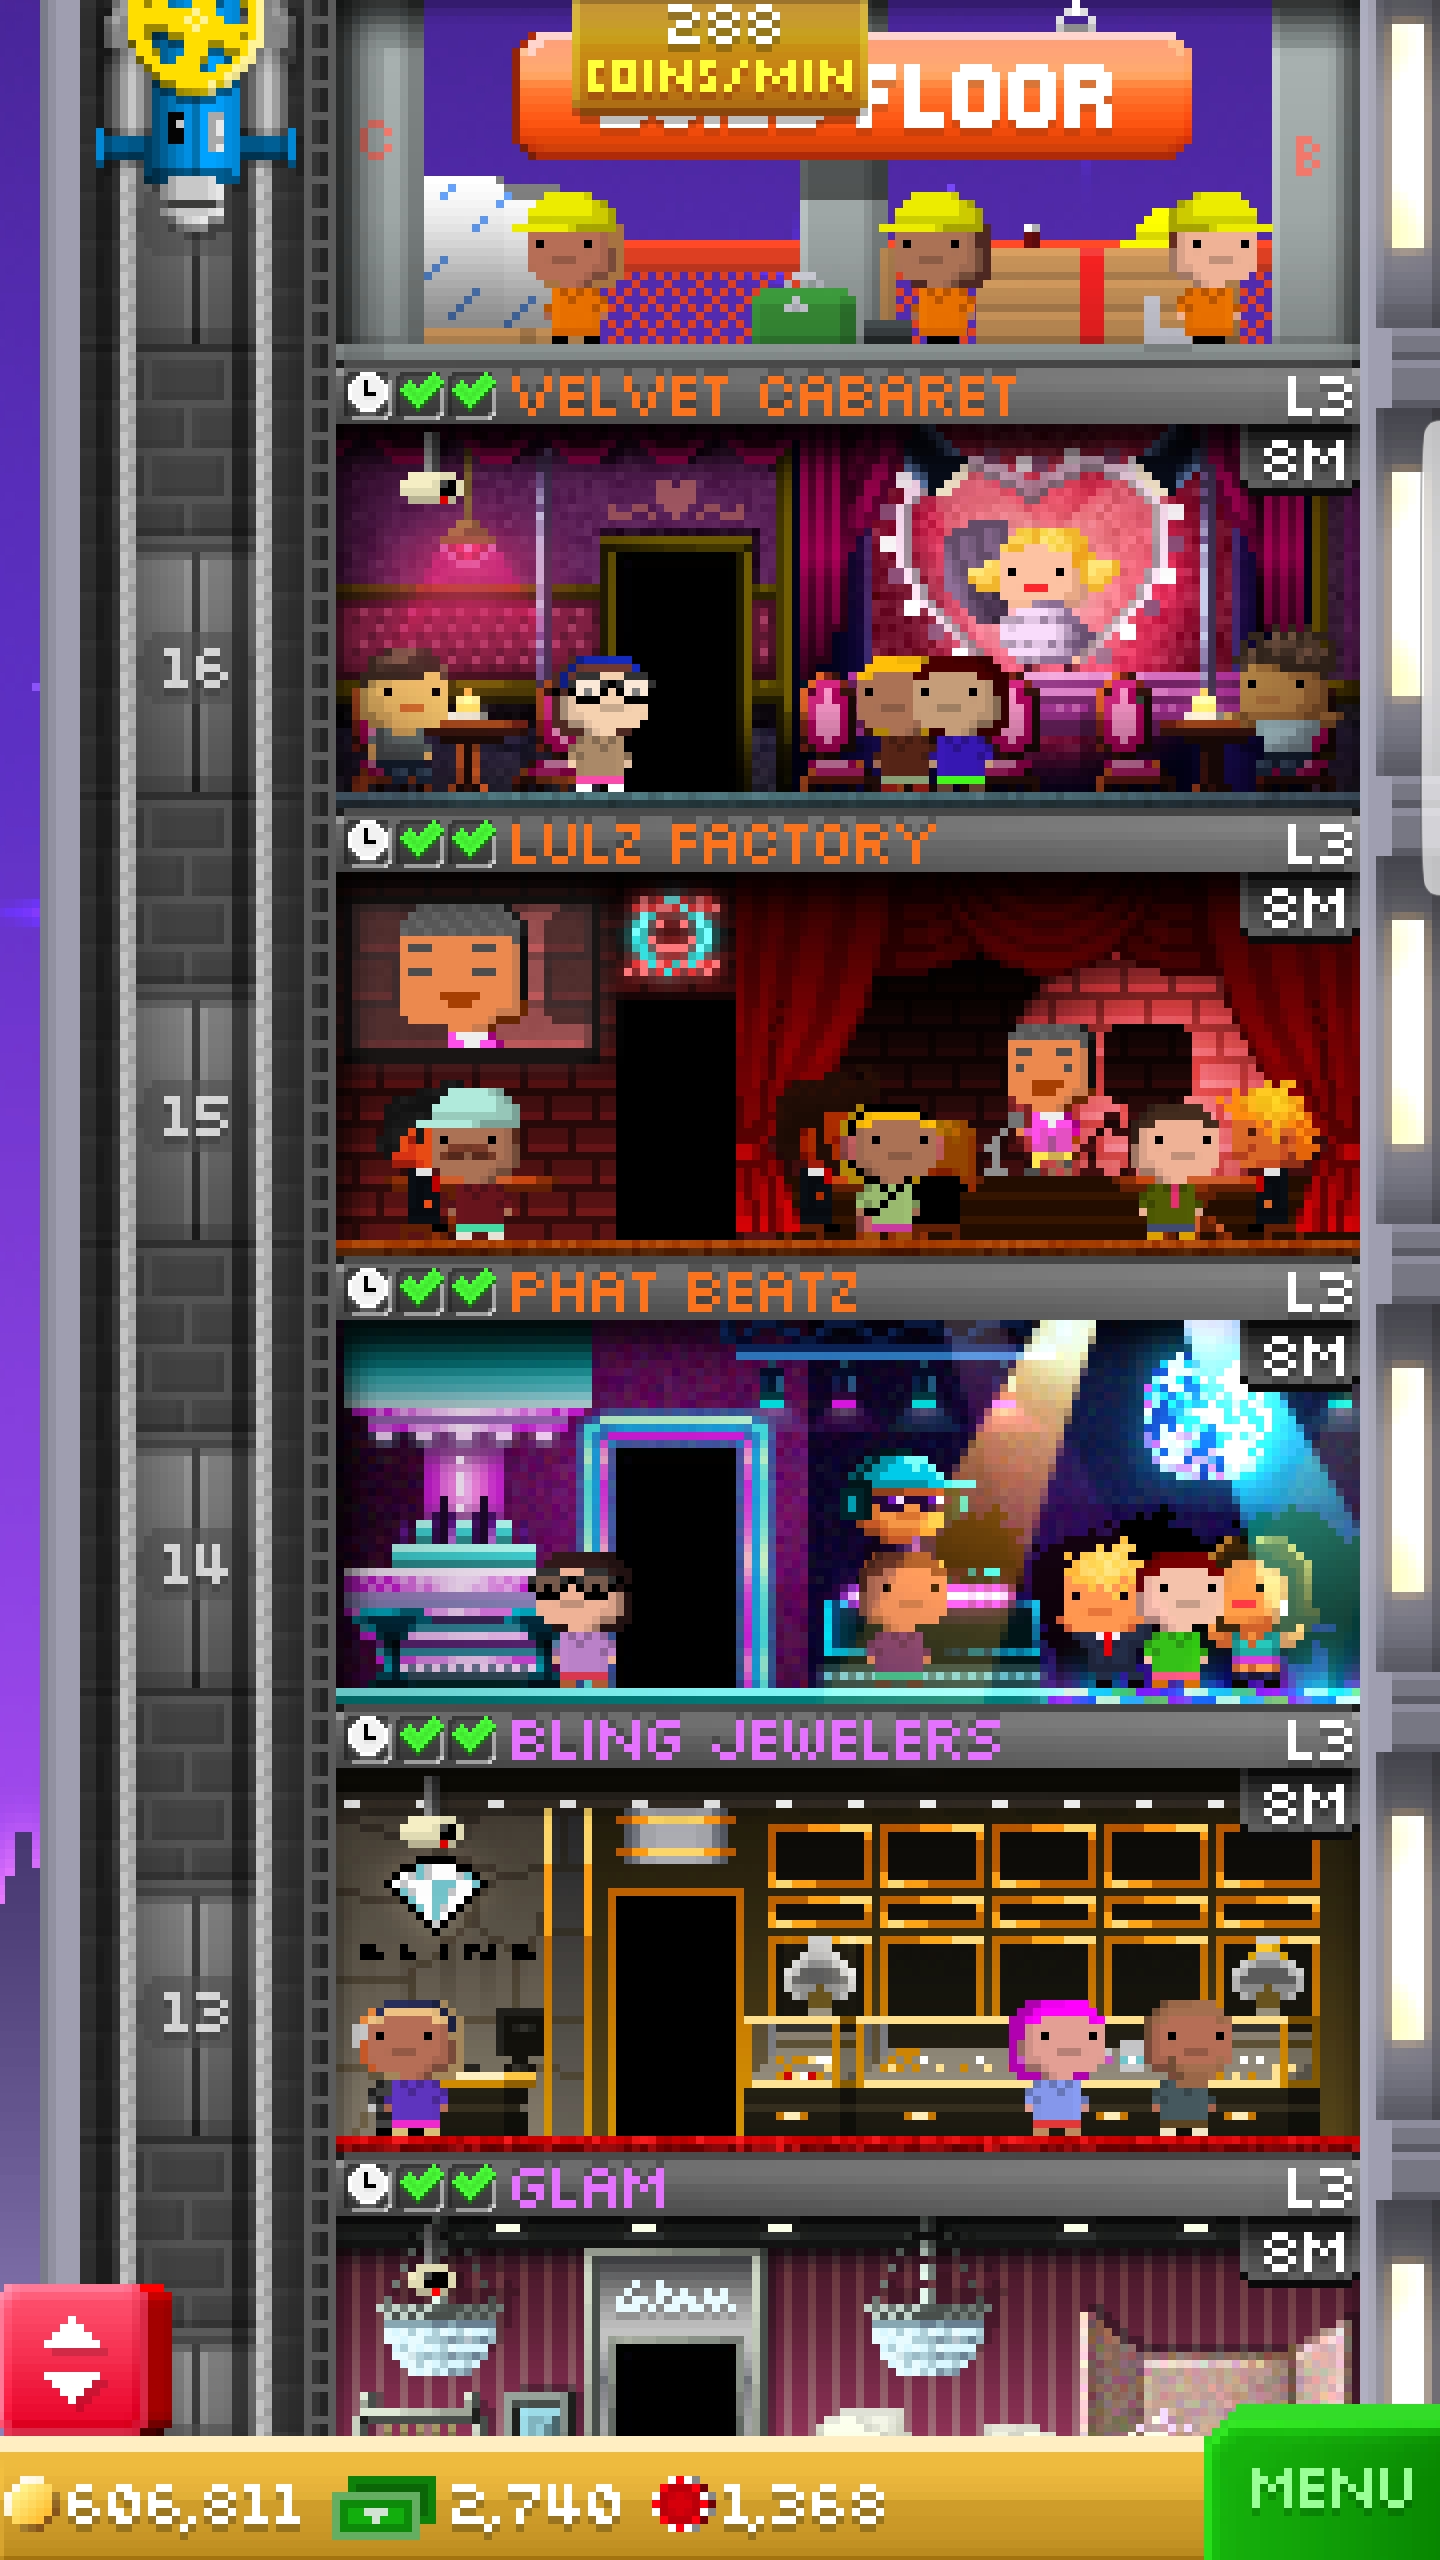 288
COINS/MIN
FLOOR
C
B
VELVET CABARET L3
8M
16
LULZ FACTORY L3
8M
15
PHAT BEATZ L3
8M
14
BLING JEWELERS L3
8M
BLING
13
GLAM L3
8M
Glam
606,811 2,740 1,368
MENU